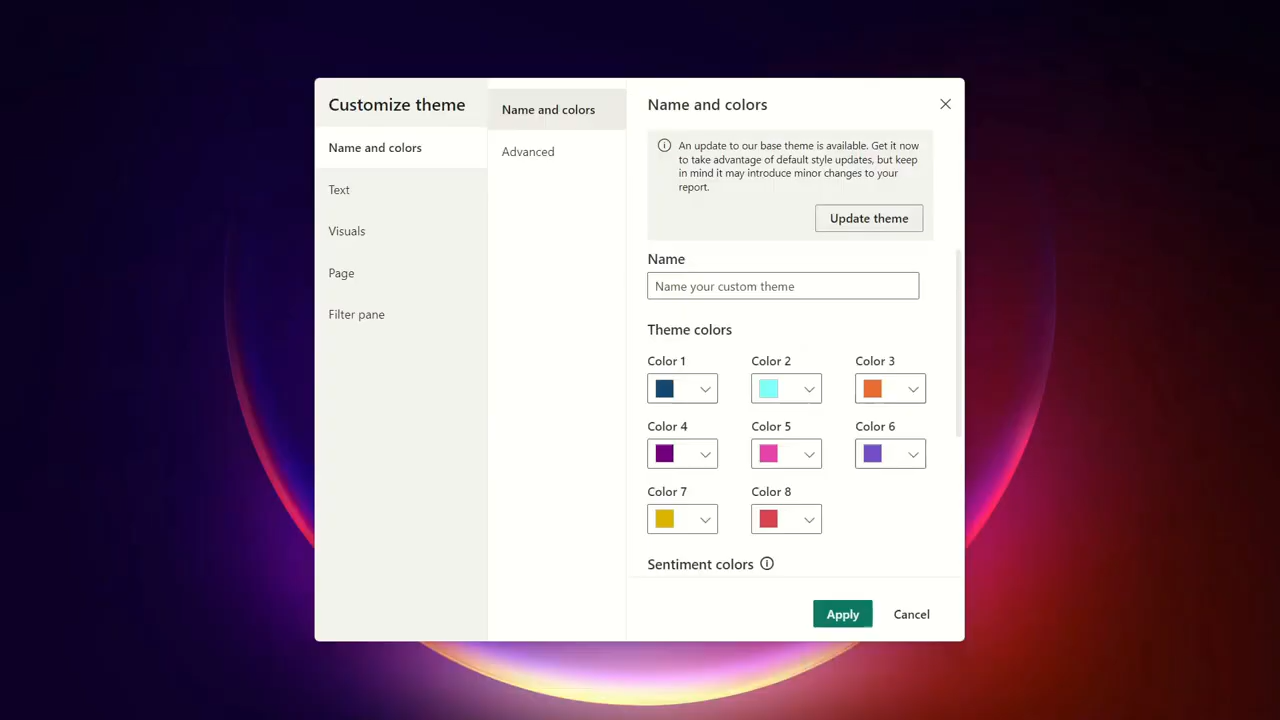 Customize theme
Name and colors
Text
Visuals
Page
Filter pane
Name and colors
Advanced
Name and colors
An update to our base theme is available. Get it now
to take advantage of default style updates, but keep
in mind it may introduce minor changes to your
report.
Update theme
Name
Name your custom theme
Theme colors
Color 1 Color 2 Color 3
Color 4 Color 5 Color 6
Color 7 Color 8
Sentiment colors
Apply Cancel